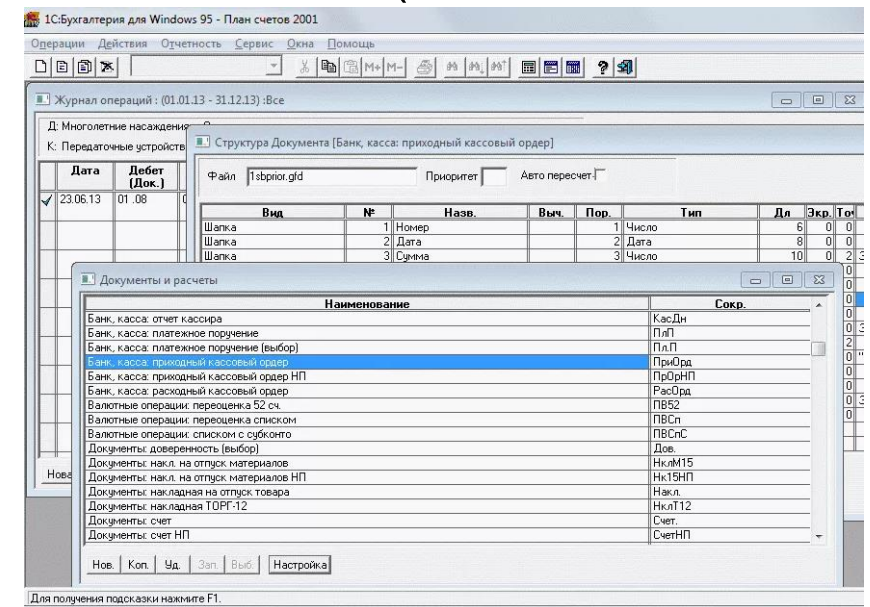 1С:Бухгалтерия для Windows 95 - План счетов 2001
Операции Действия Отчетность Сервис Окна Помощь
M+ M-
Журнал операций : (01.01.13 - 31.12.13) :Все
Д: Многолетние насаждения
К: Передаточные устройств
Дата Дебет (Док.)
23.06.13 01 .08
Структура Документа [Банк, касса: приходный кассовый ордер]
Файл 1sbprior.gfd Приоритет Авто пересчет
Вид № Назв. Выч. Пор. Тип Дл Экр. Точ
Шапка 1 Номер 1 Число 6 0 0
Шапка 2 Дата 2 Дата 8 0 0
Шапка 3 Сумма 3 Число 10 0 2
Документы и расчеты
Наименование Сокр.
Банк, касса: отчет кассира КасДн
Банк, касса: платежное поручение ПлП
Банк, касса: платежное поручение (выбор) Пл.П
Банк, касса: приходный кассовый ордер ПриОрд
Банк, касса: приходный кассовый ордер НП ПрОрНП
Банк, касса: расходный кассовый ордер РасОрд
Валютные операции: переоценка 52 сч. ПВ52
Валютные операции: переоценка списком ПВСп
Валютные операции: списком с субконто ПВСпС
Документы: доверенность (выбор) Дов.
Документы: накл. на отпуск материалов НклМ15
Документы: накл. на отпуск материалов НП Нк15НП
Документы: накладная на отпуск товара Накл.
Документы: накладная ТОРГ-12 НклТ12
Документы: счет Счет.
Документы: счет НП СчетНП
Нов. Коп. Уд. Зап. Выб. Настройка
Нова
Для получения подсказки нажмите F1.